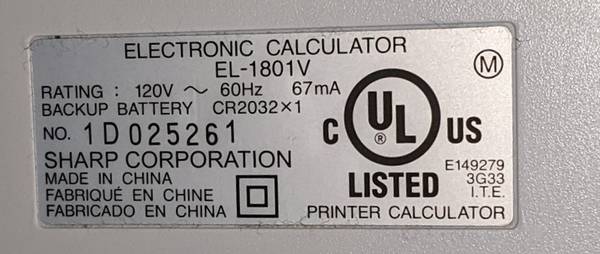 ELECTRONIC CALCULATOR
EL-1801V
M
RATING : 120V ～ 60Hz 67mA
BACKUP BATTERY CR2032×1
NO. 1D025261
SHARP CORPORATION
MADE IN CHINA
FABRIQUÉ EN CHINE
FABRICADO EN CHINA
C UL ® US
LISTED
E149279
3G33
I.T.E.
PRINTER CALCULATOR